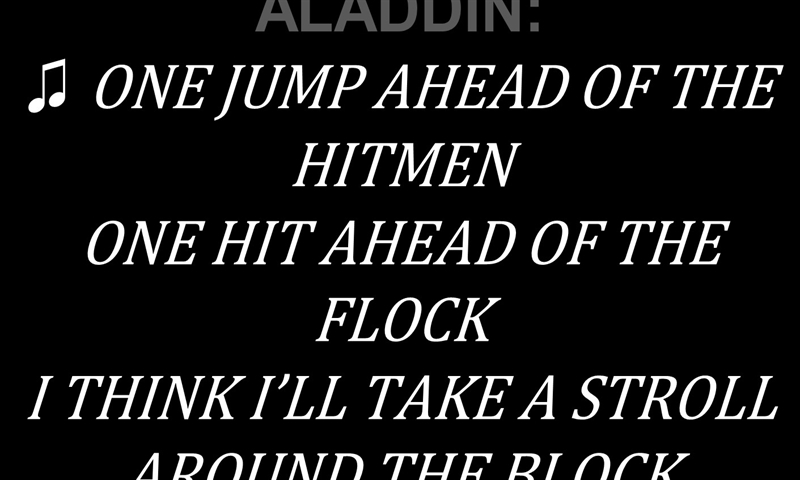 ALADDIN:
♫ ONE JUMP AHEAD OF THE
HITMEN
ONE HIT AHEAD OF THE
FLOCK
I THINK I’LL TAKE A STROLL
AROUND THE BLOCK